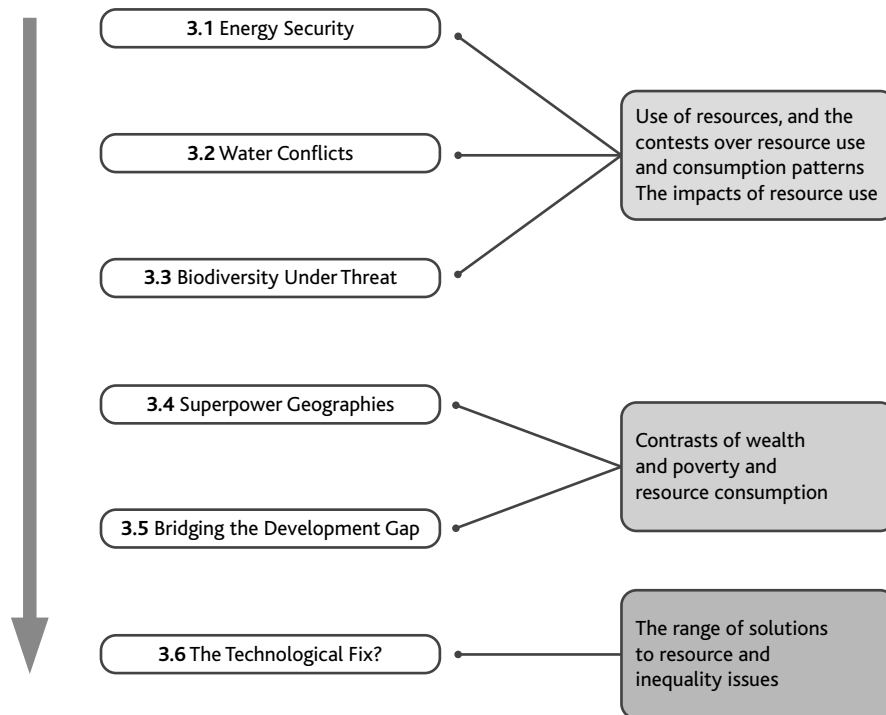 3.1 Energy Security
3.2 Water Conflicts
3.3 Biodiversity Under Threat
Use of resources, and the
contests over resource use
and consumption patterns
The impacts of resource use
3.4 Superpower Geographies
3.5 Bridging the Development Gap
Contrasts of wealth
and poverty and
resource consumption
3.6 The Technological Fix?
The range of solutions
to resource and
inequality issues